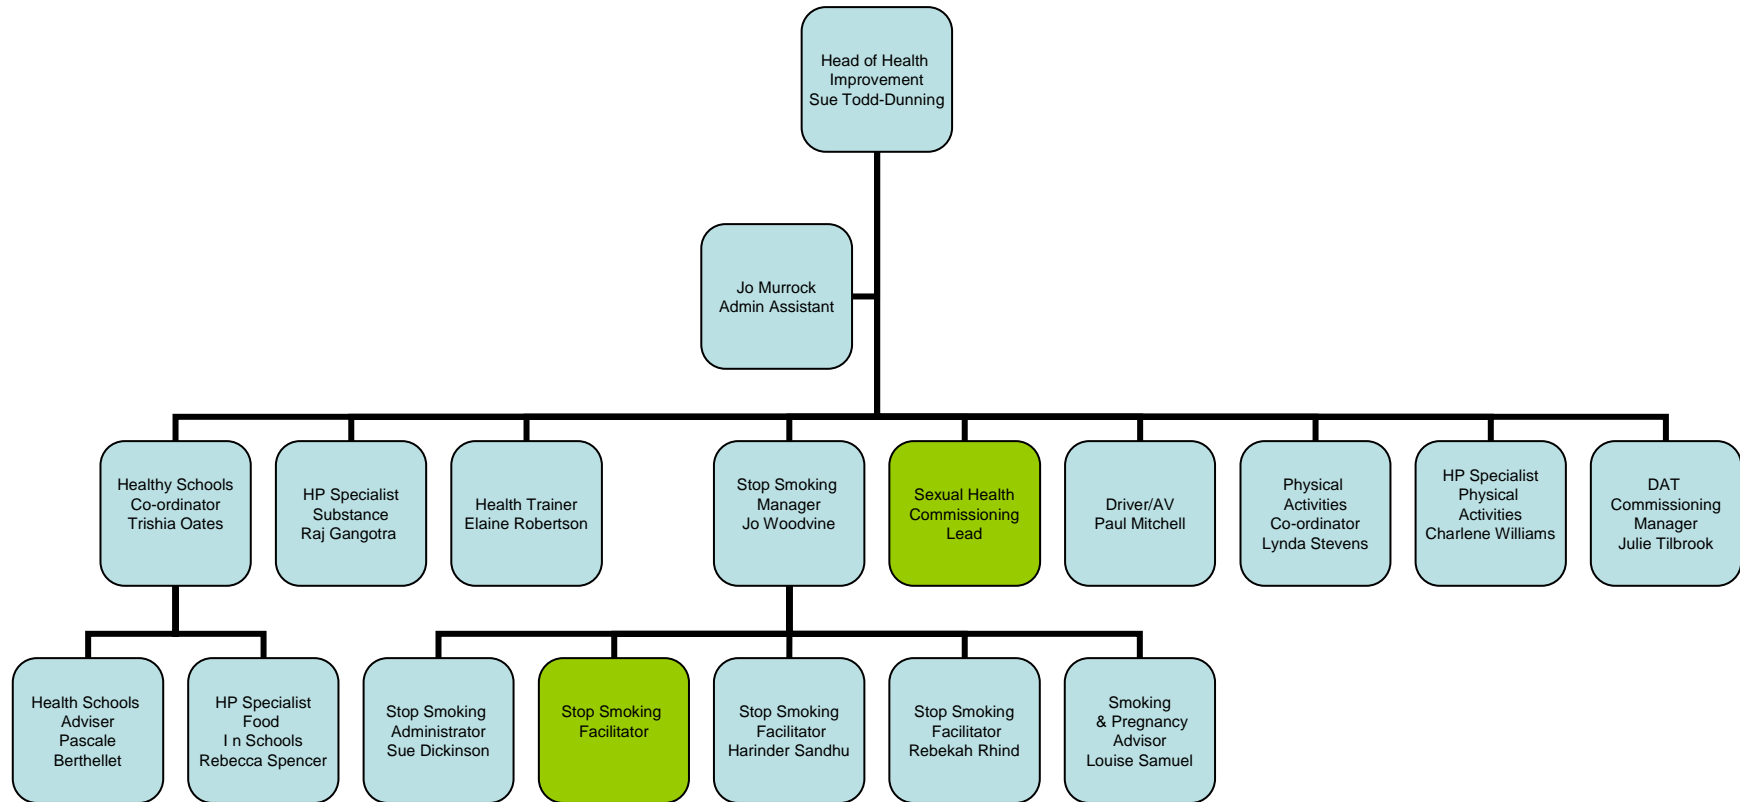 Head of Health
Improvement
Sue Todd-Dunning
Jo Murrock
Admin Assistant
Healthy Schools
Co-ordinator
Trishia Oates
HP Specialist
Substance
Raj Gangotra
Health Trainer
Elaine Robertson
Stop Smoking
Manager
Jo Woodvine
Sexual Health
Commissioning
Lead
Driver/AV
Paul Mitchell
Physical
Activities
Co-ordinator
Lynda Stevens
HP Specialist
Physical
Activities
Charlene Williams
DAT
Commissioning
Manager
Julie Tilbrook
Health Schools
Adviser
Pascale
Berthellet
HP Specialist
Food
I n Schools
Rebecca Spencer
Stop Smoking
Administrator
Sue Dickinson
Stop Smoking
Facilitator
Stop Smoking
Facilitator
Harinder Sandhu
Stop Smoking
Facilitator
Rebekah Rhind
Smoking
& Pregnancy
Advisor
Louise Samuel